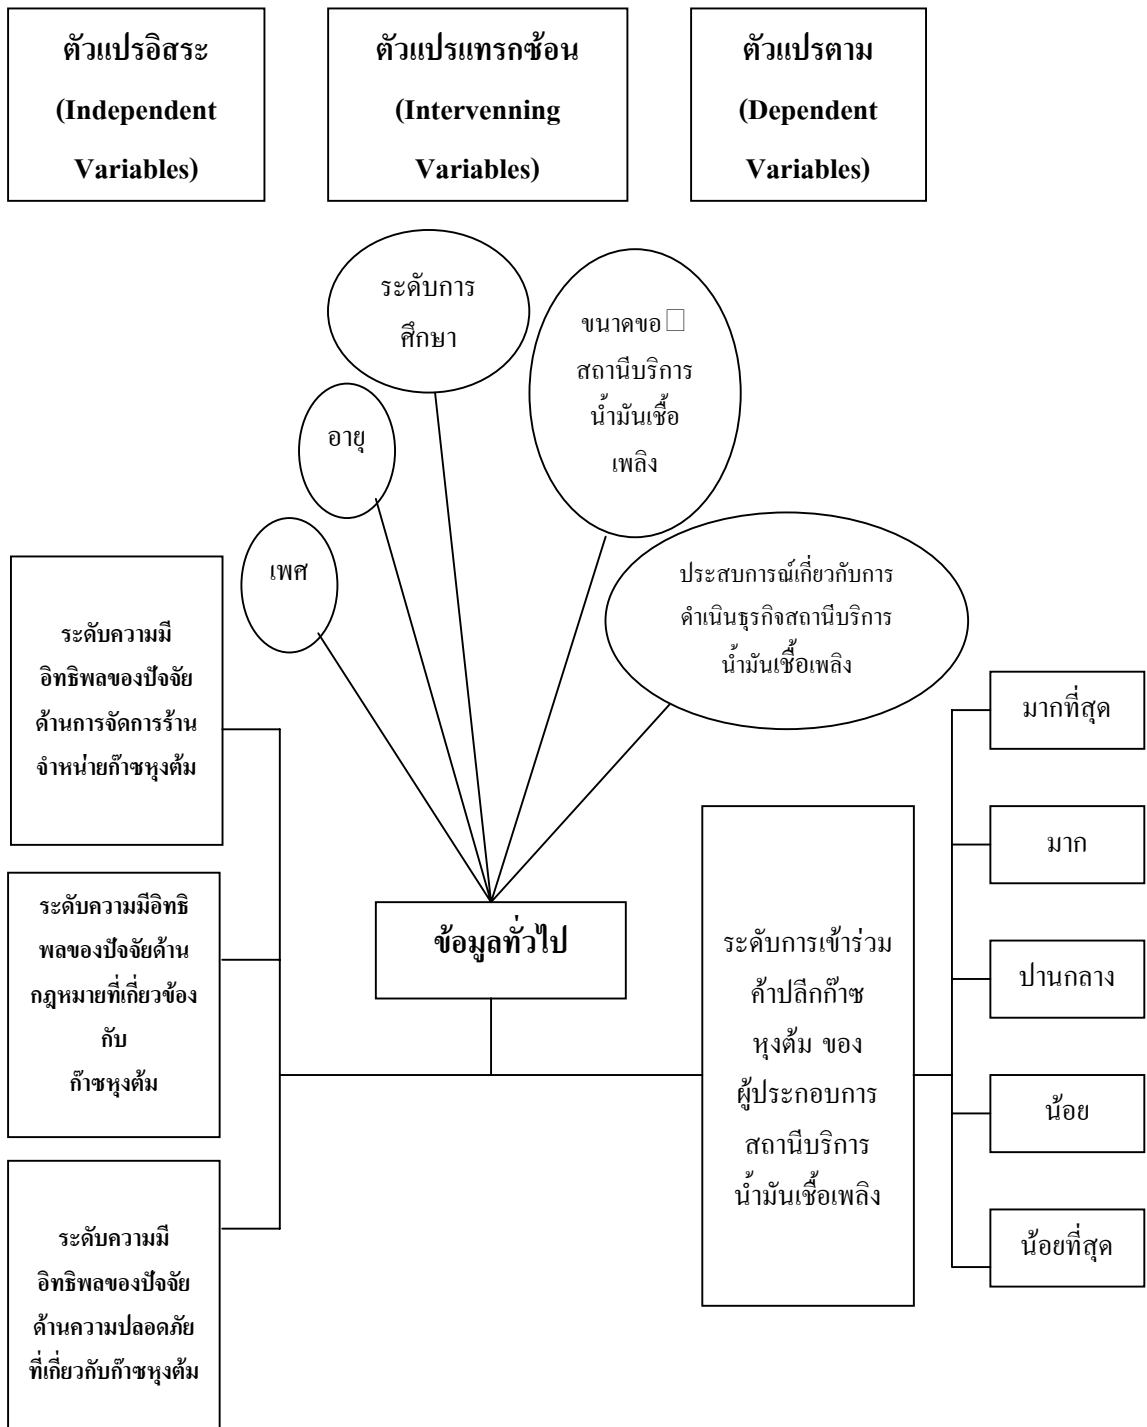 ตัวแปรอิสระ
(Independent
Variables)
ตัวแปรแทรกซ้อน
(Intervenning
Variables)
ตัวแปรตาม
(Dependent
Variables)
ระดับการ
ศึกษา
ขนาดขอ□
สถานีบริการ
น้ำมันเชื้อ
เพลิง
อายุ
เพศ
ประสบการณ์เกี่ยวกับการ
ดำเนินธุรกิจสถานีบริการ
น้ำมันเชื้อเพลิง
ระดับความมี
อิทธิพลของปัจจัย
ด้านการจัดการร้าน
จำหน่ายก๊าซหุงต้ม
ระดับความมีอิทธิ
พลของปัจจัยด้าน
กฎหมายที่เกี่ยวข้อง
กับ
ก๊าซหุงต้ม
ระดับความมี
อิทธิพลของปัจจัย
ด้านความปลอดภัย
ที่เกี่ยวกับก๊าซหุงต้ม
ข้อมูลทั่วไป
ระดับการเข้าร่วม
ค้าปลีกก๊าซ
หุงต้ม ของ
ผู้ประกอบการ
สถานีบริการ
น้ำมันเชื้อเพลิง
มากที่สุด
มาก
ปานกลาง
น้อย
น้อยที่สุด